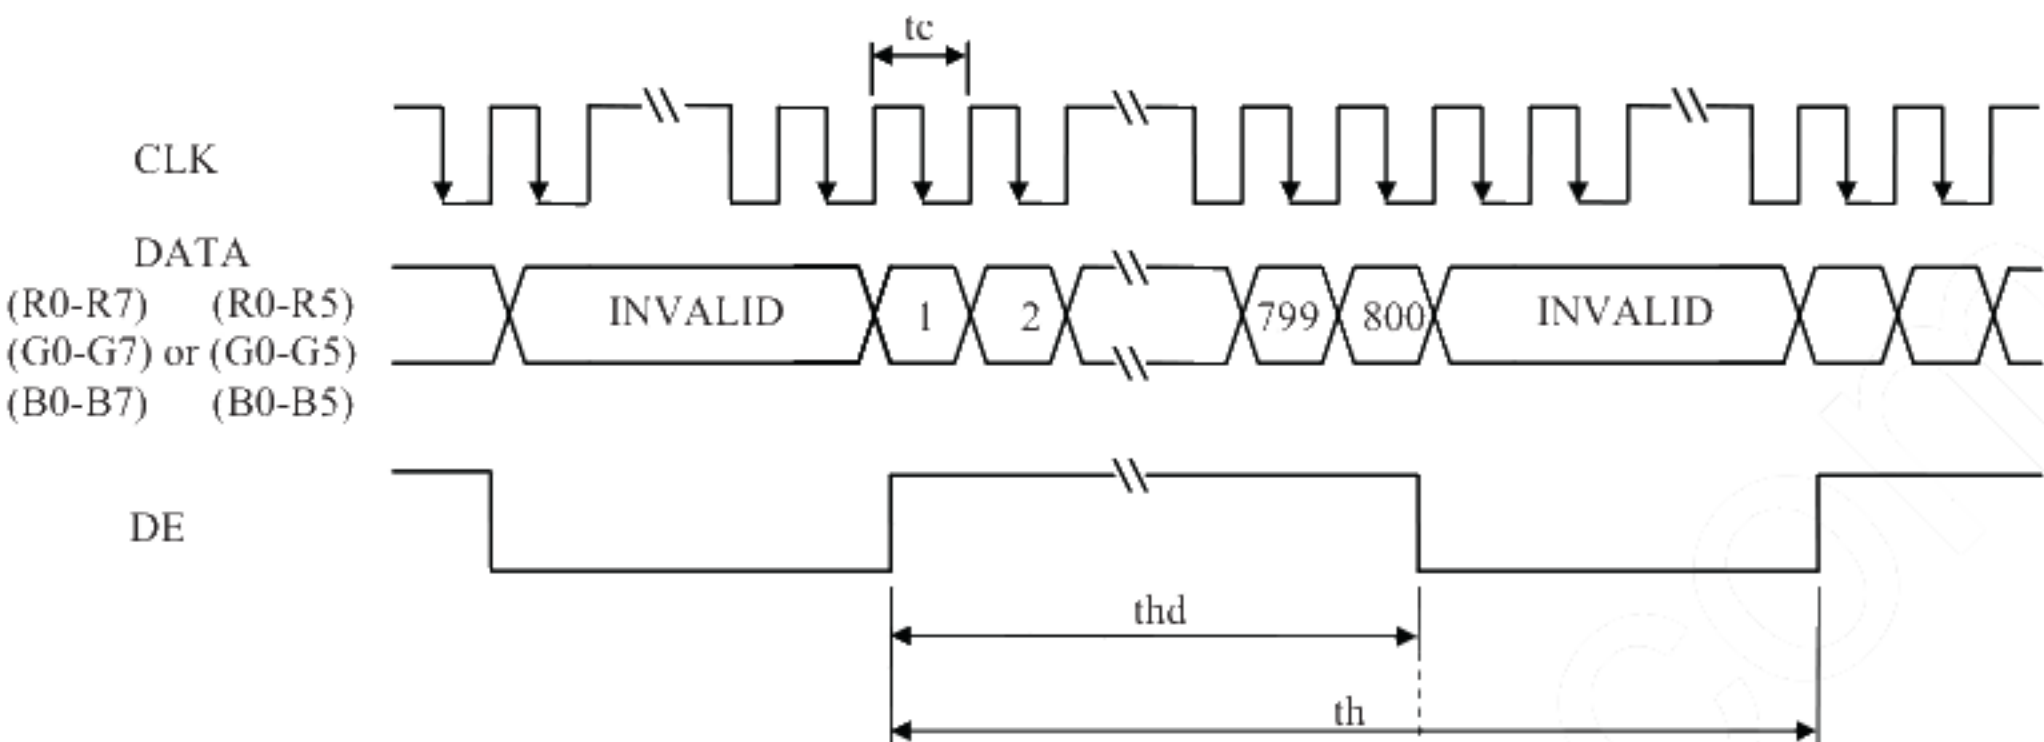 tc
CLK
DATA
(R0-R7) (R0-R5)
(G0-G7) or (G0-G5)
(B0-B7) (B0-B5)
INVALID 1 2 799 800 INVALID
DE
thd
th